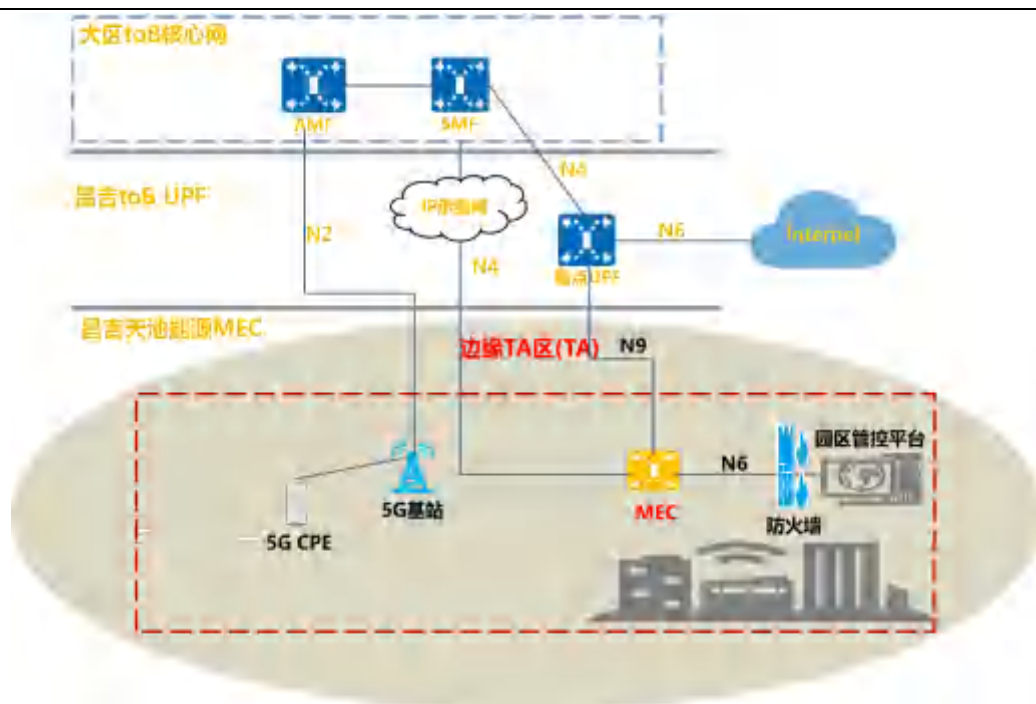 大区toB核心网
AMF
SMF
N4
昌吉toB UPF
IP承载网
N2
N6
Internet
N4
锚点UPF
昌吉天池能源MEC
边缘TA区(TA)
N9
园区管控平台
N6
5G基站
MEC
防火墙
5G CPE